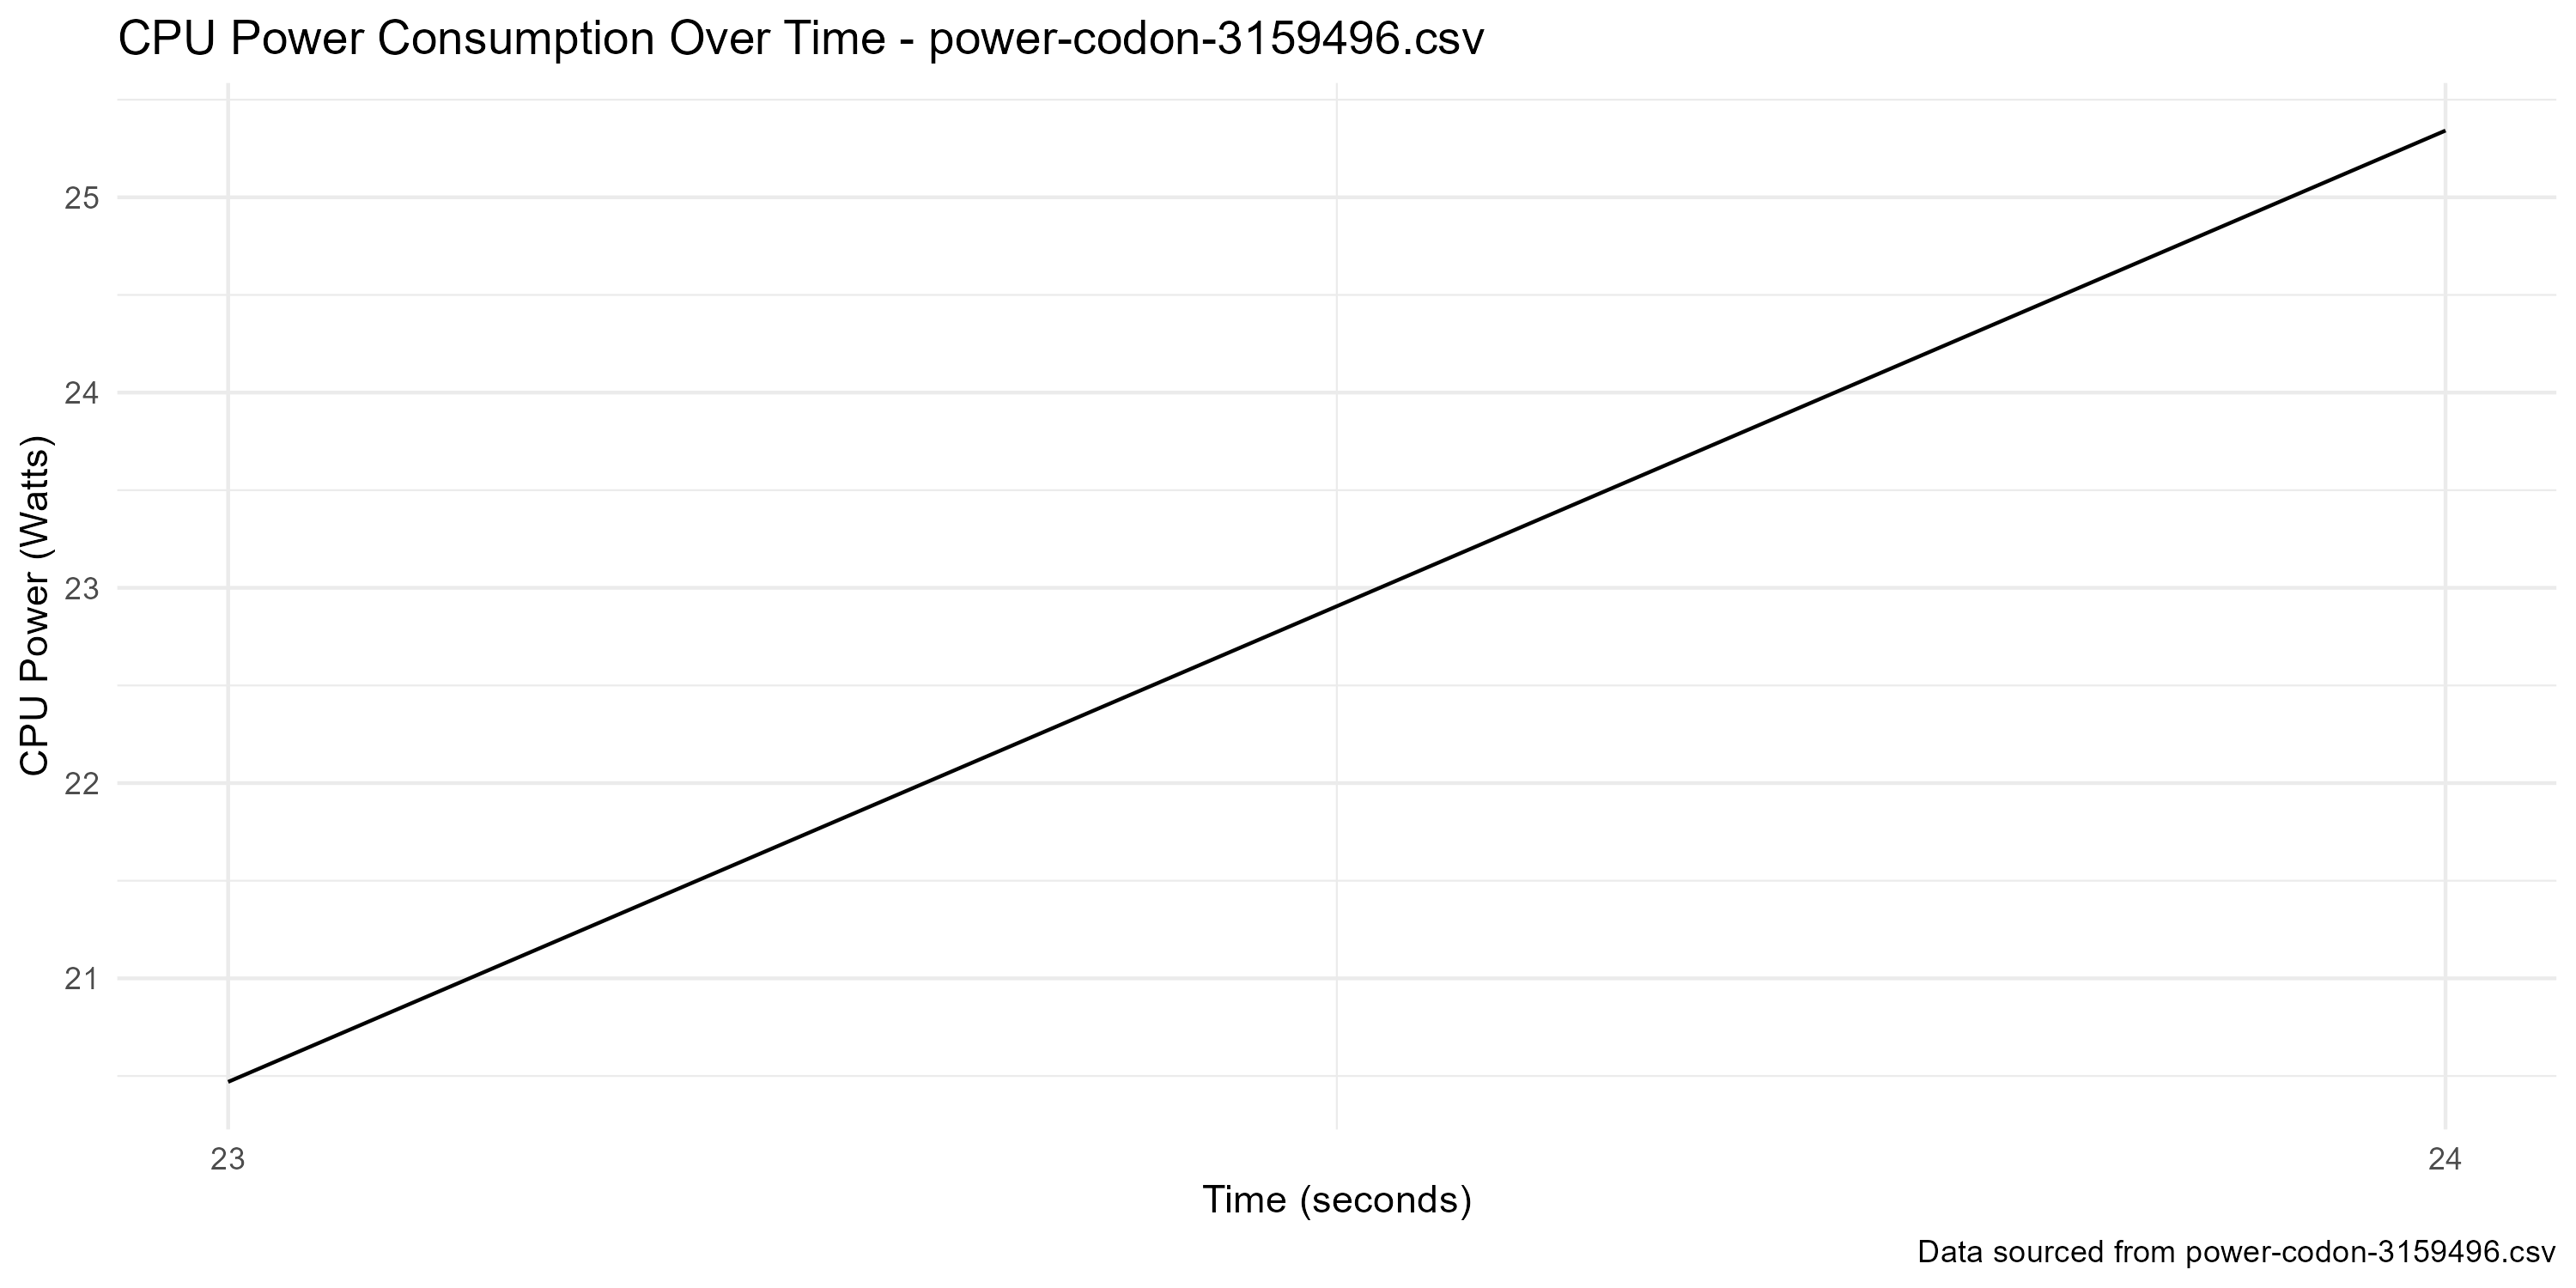 CPU Power Consumption Over Time - power-codon-3159496.csv
CPU Power (Watts)
25
24
23
22
21
23
24
Time (seconds)
Data sourced from power-codon-3159496.csv